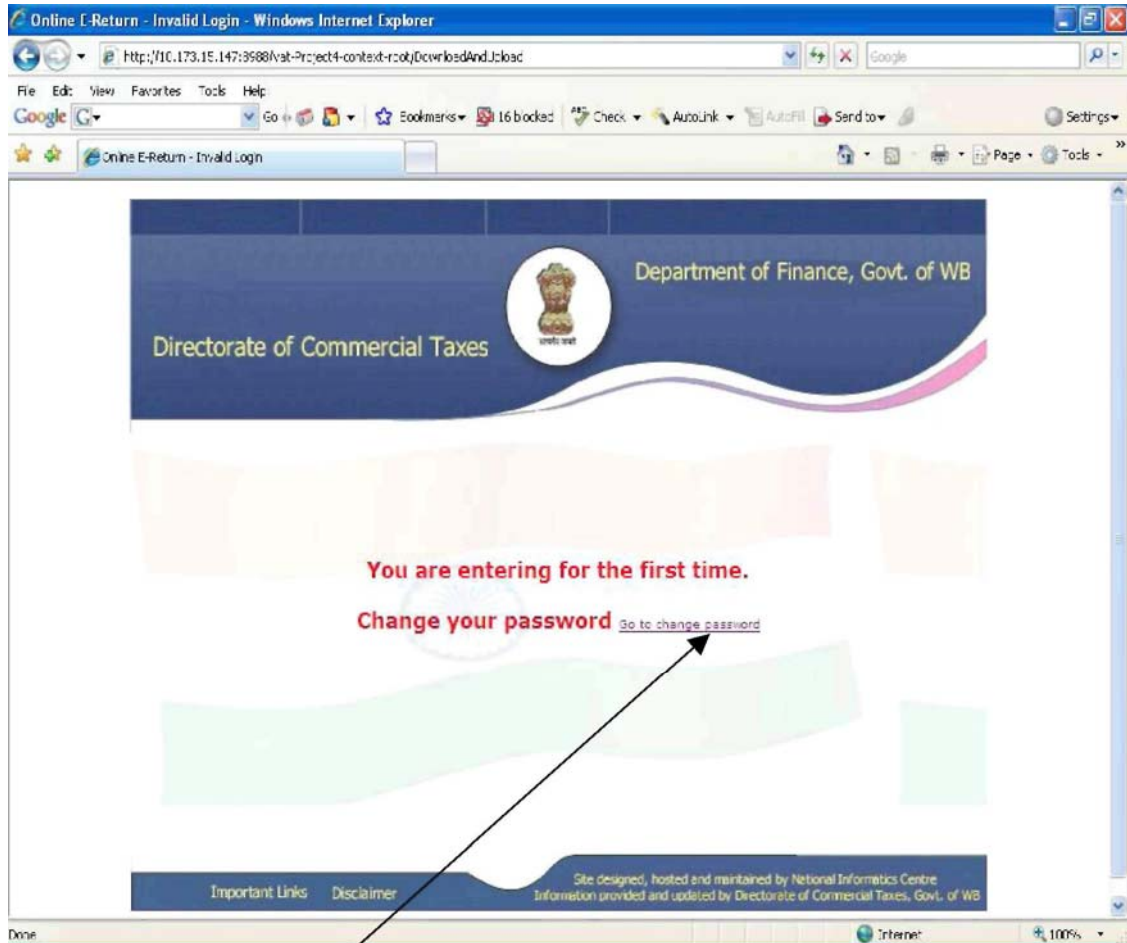 Online E-Return - Invalid Login - Windows Internet Explorer
http://10.173.15.147:8988/vat-Project4-context-root/DownloadAndUpload
Google
File Edit View Favorites Tools Help
Google G Go Bookmarks 16 blocked Check AutoLink AutoFill Send to Settings
Online E-Return - Invalid Login Page Tools
Department of Finance, Govt. of WB
Directorate of Commercial Taxes
सत्यमेव जयते
You are entering for the first time.
Change your password Go to change password
Important Links Disclaimer
Site designed, hosted and maintained by National Informatics Centre
Information provided and updated by Directorate of Commercial Taxes, Govt. of WB
Done Internet 100%